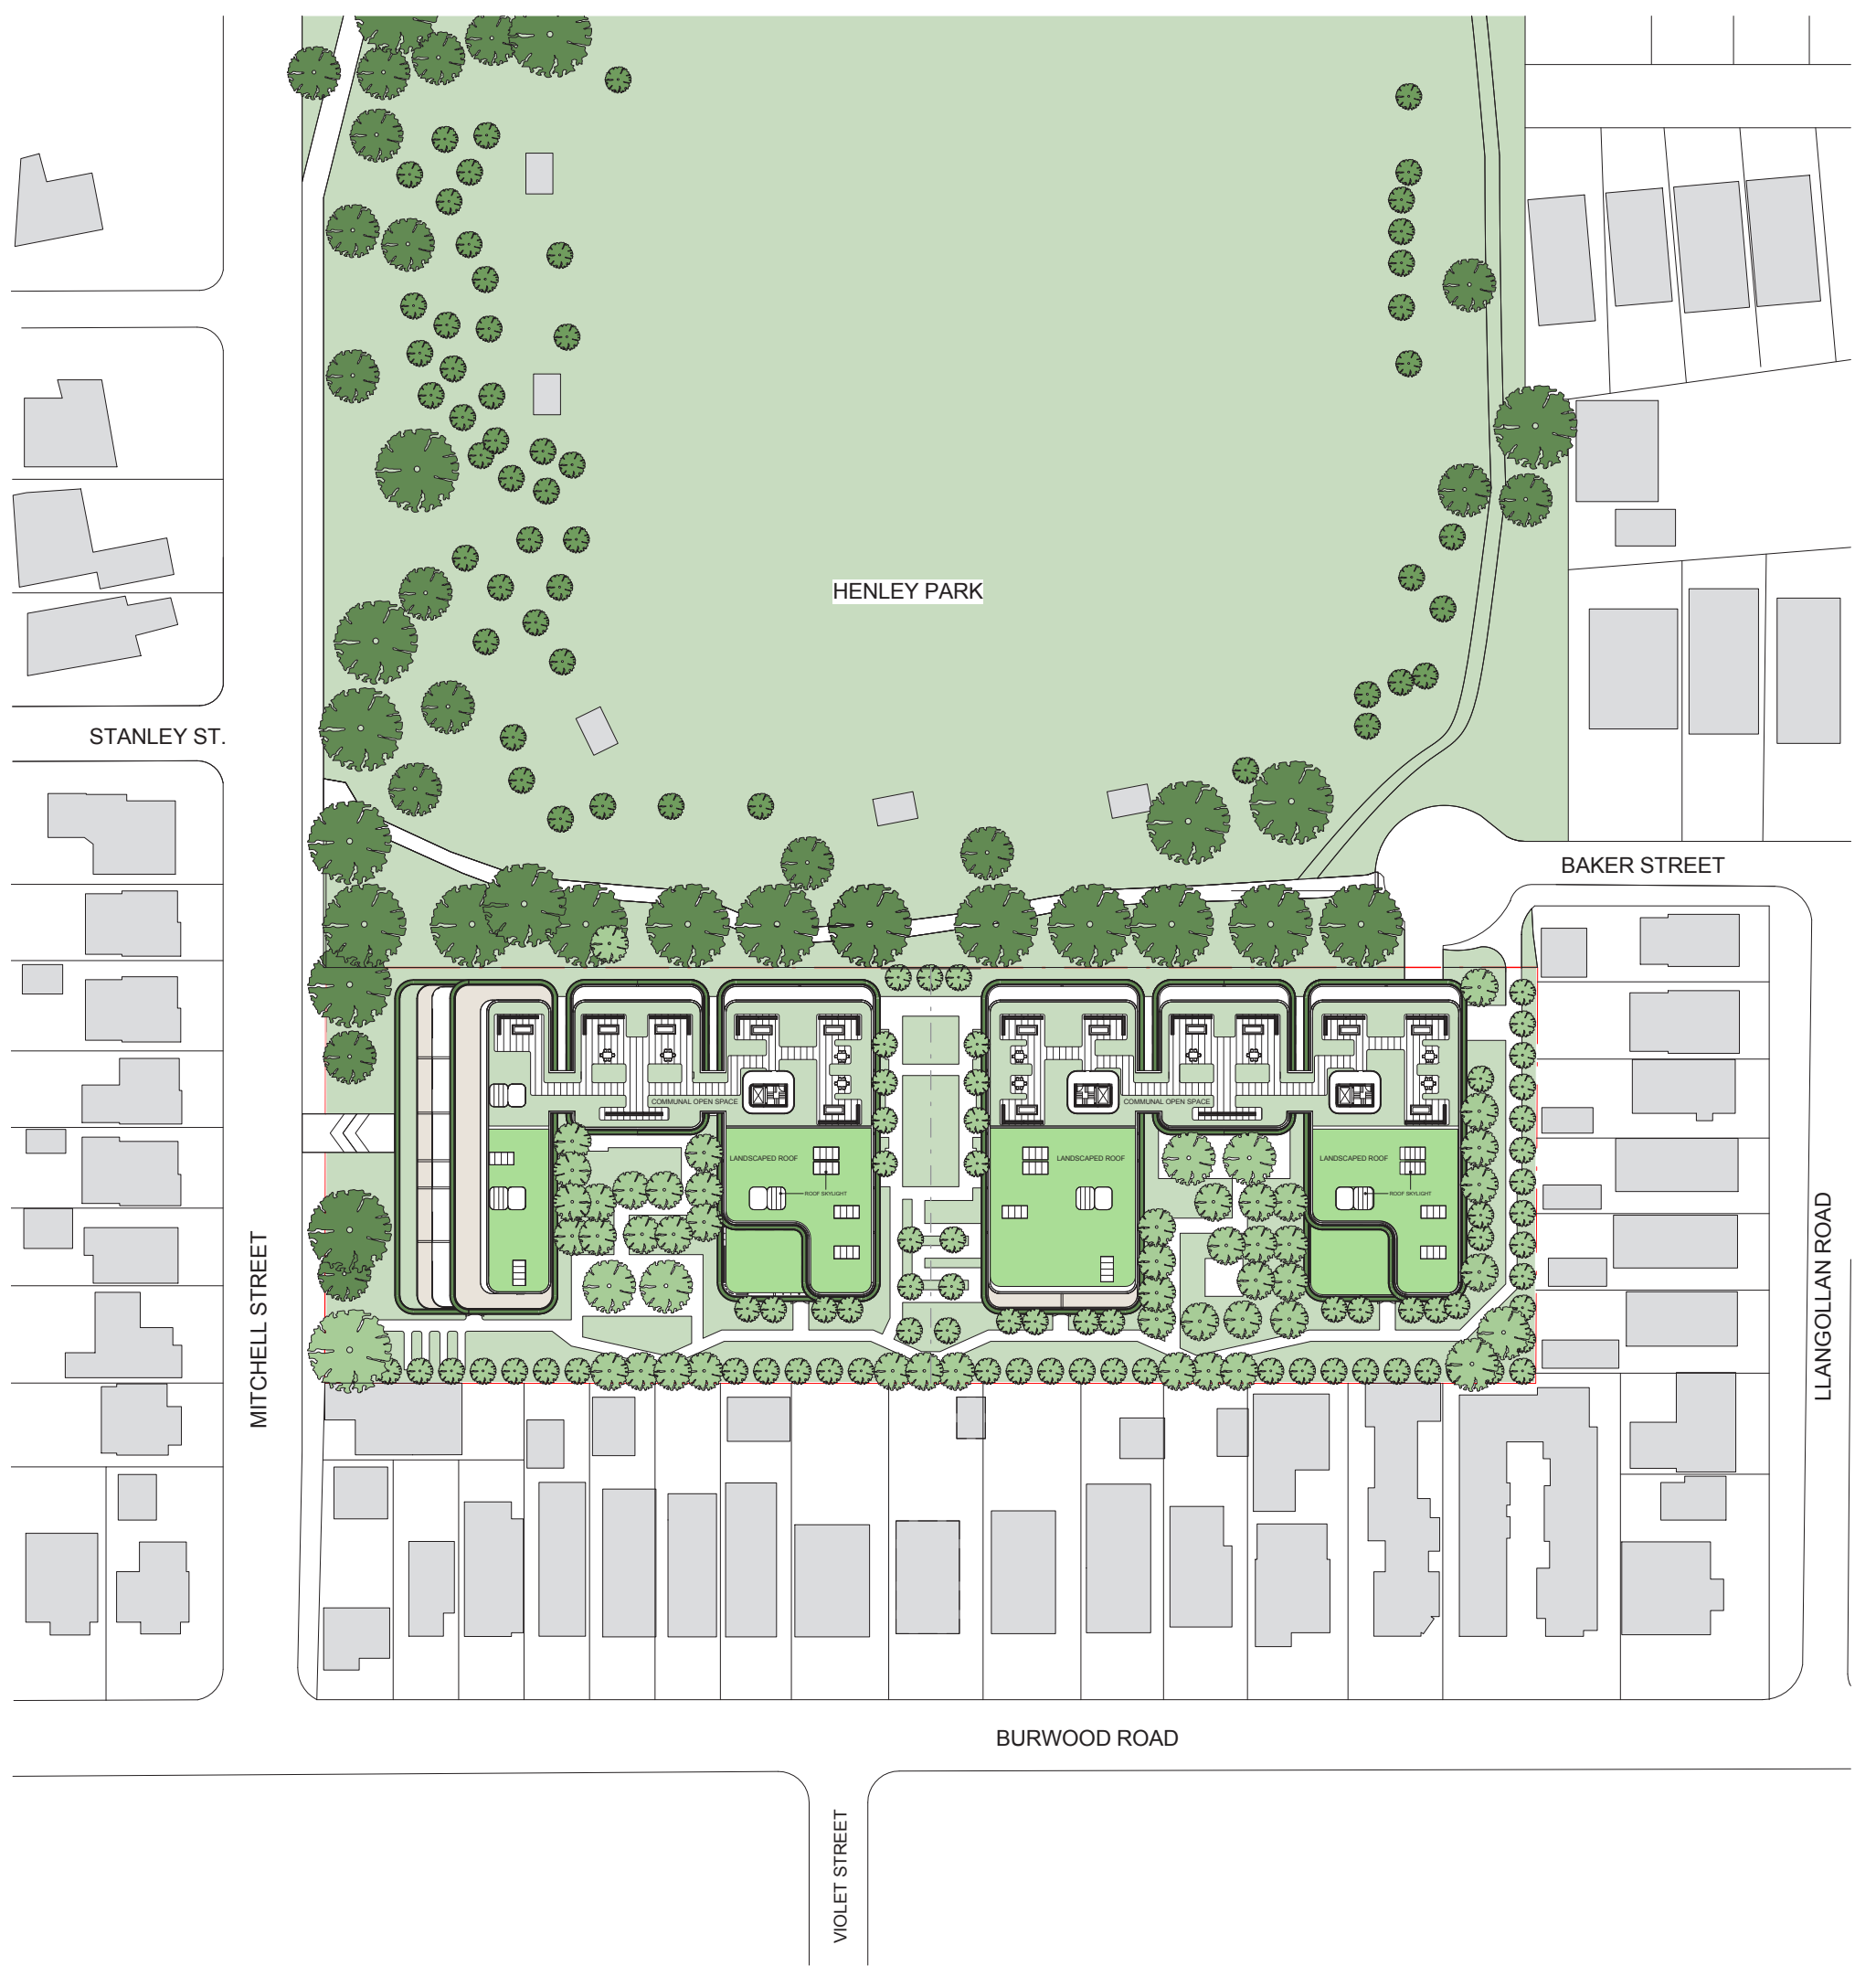 HENLEY PARK
STANLEY ST.
BAKER STREET
COMMUNAL OPEN SPACE
COMMUNAL OPEN SPACE
LANDSCAPED ROOF
LANDSCAPED ROOF
LANDSCAPED ROOF
ROOF SKYLIGHT
ROOF SKYLIGHT
MITCHELL STREET
LLANGOLLAN ROAD
BURWOOD ROAD
VIOLET STREET